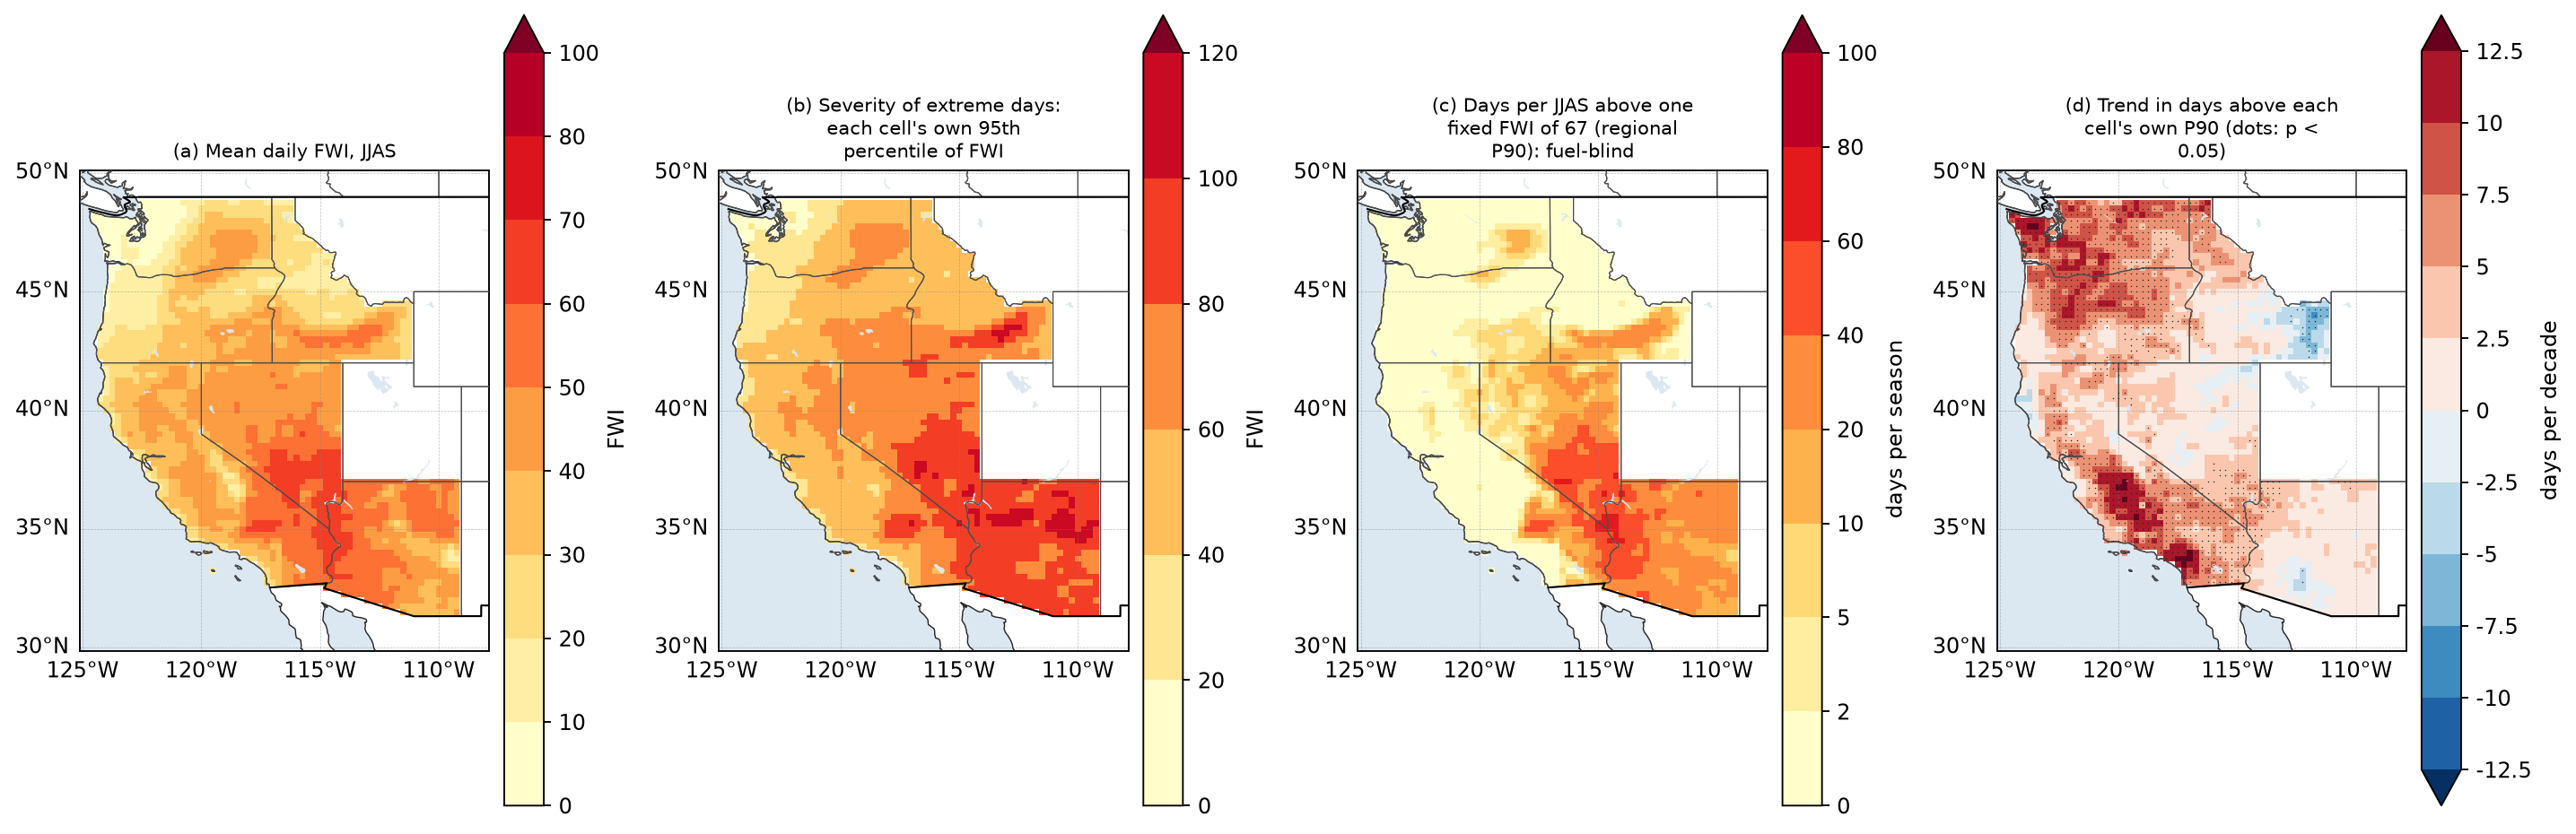 (a) Mean daily FWI, JJAS
50°N
45°N
40°N
35°N
30°N
125°W 120°W 115°W 110°W
100
80
70
60
50
40
30
20
10
0
FWI
(b) Severity of extreme days:
each cell's own 95th
percentile of FWI
50°N
45°N
40°N
35°N
30°N
125°W 120°W 115°W 110°W
120
100
80
60
40
20
0
FWI
(c) Days per JJAS above one
fixed FWI of 67 (regional
P90): fuel-blind
50°N
45°N
40°N
35°N
30°N
125°W 120°W 115°W 110°W
100
80
60
40
20
10
5
2
0
days per season
(d) Trend in days above each
cell's own P90 (dots: p <
0.05)
50°N
45°N
40°N
35°N
30°N
125°W 120°W 115°W 110°W
12.5
10
7.5
5
2.5
0
-2.5
-5
-7.5
-10
-12.5
days per decade